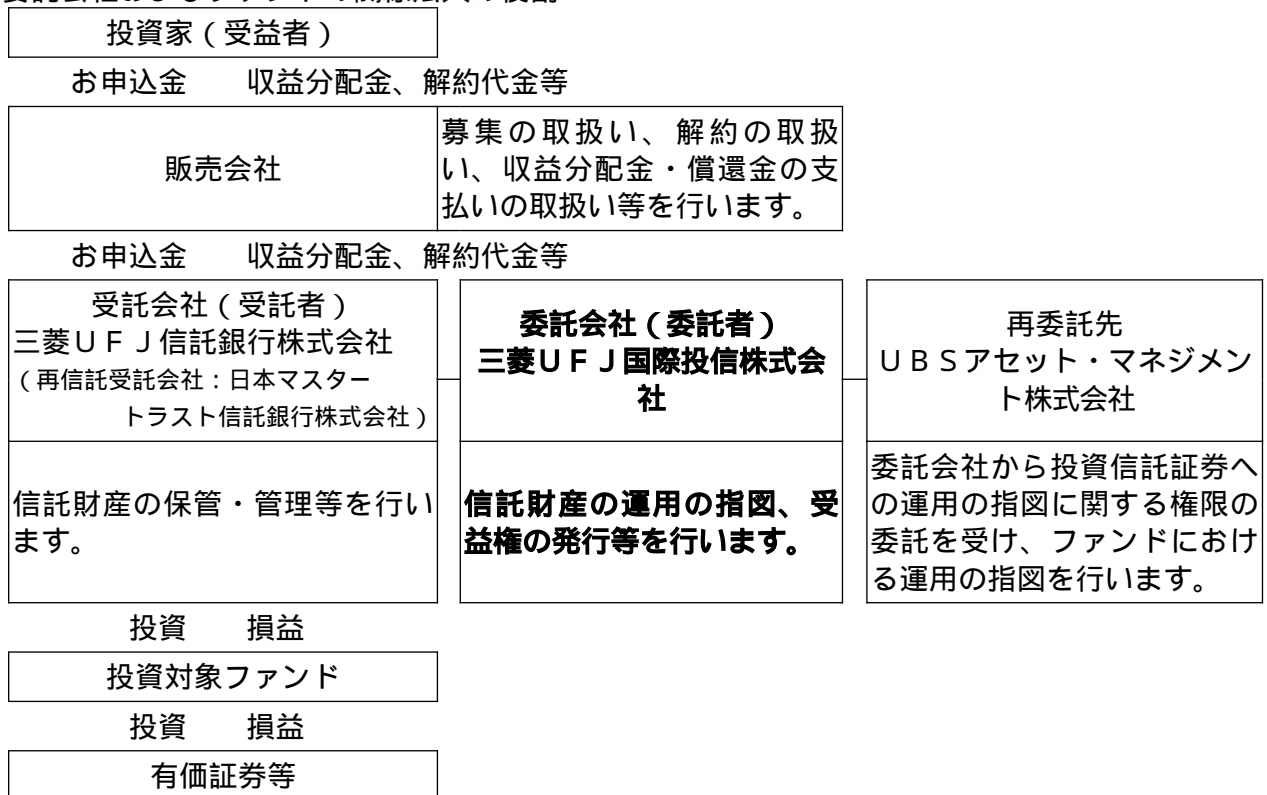 投資家（受益者）
お申込金　　収益分配金、解約代金等
販売会社
募集の取扱い、解約の取扱
い、収益分配金・償還金の支
払いの取扱い等を行います。
お申込金　　収益分配金、解約代金等
受託会社（受託者）
三菱ＵＦＪ信託銀行株式会社
（再信託受託会社：日本マスター
トラスト信託銀行株式会社）
委託会社（委託者）
三菱ＵＦＪ国際投信株式会
社
再委託先
ＵＢＳアセット・マネジメン
ト株式会社
信託財産の保管・管理等を行い
ます。
信託財産の運用の指図、受
益権の発行等を行います。
委託会社から投資信託証券へ
の運用の指図に関する権限の
委託を受け、ファンドにおけ
る運用の指図を行います。
投資　　損益
投資対象ファンド
投資　　損益
有価証券等